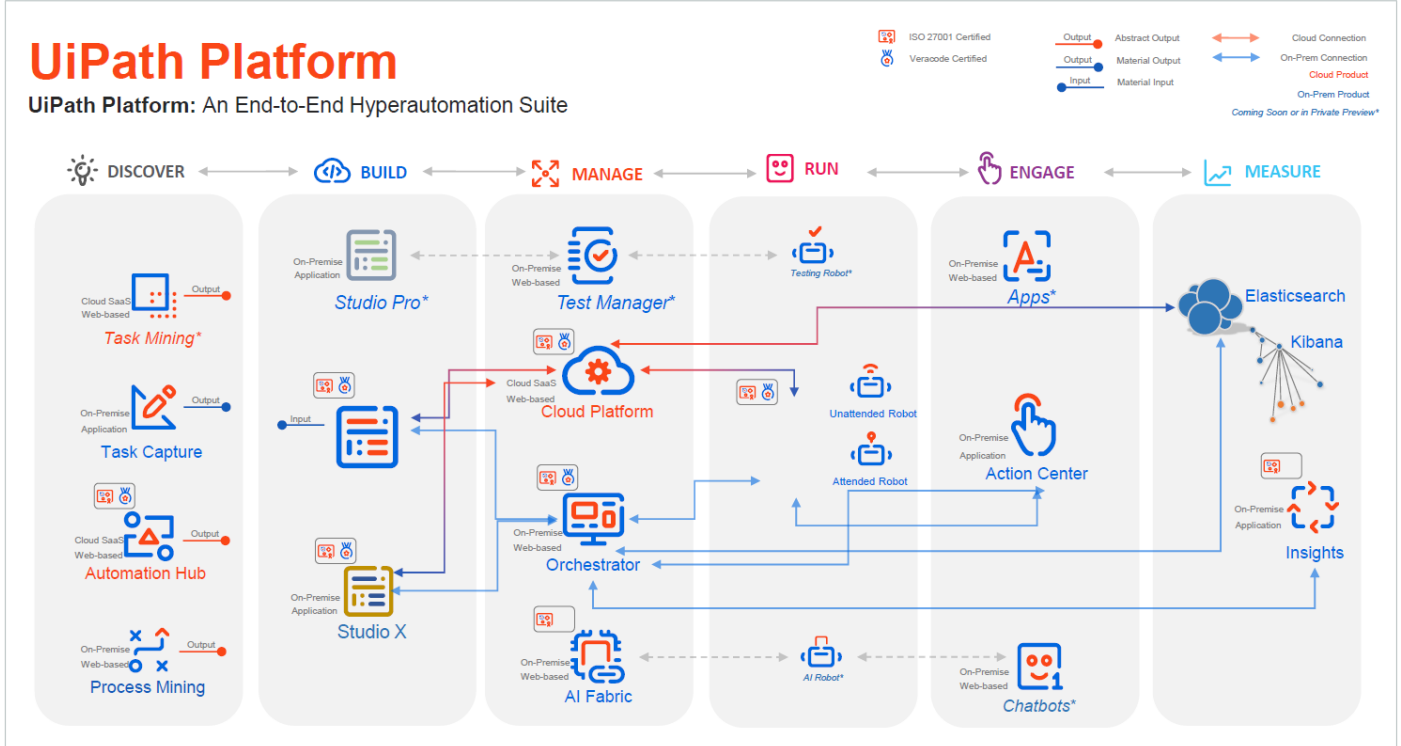 UiPath Platform
UiPath Platform: An End-to-End Hyperautomation Suite
ISO 27001 Certified
Veracode Certified
Output
Abstract Output
Output
Material Output
Input
Material Input
Cloud Connection
On-Prem Connection
Cloud Product
On-Prem Product
Coming Soon or in Private Preview*
DISCOVER
BUILD
MANAGE
RUN
ENGAGE
MEASURE
Cloud SaaS
Web-based
Output
Task Mining*
On-Premise
Application
Output
Task Capture
Cloud SaaS
Web-based
Output
Automation Hub
On-Premise
Web-based
Output
Process Mining
On-Premise
Application
Studio Pro*
Input
On-Premise
Application
Studio X
On-Premise
Web-based
Test Manager*
Cloud SaaS
Web-based
Cloud Platform
On-Premise
Web-based
Orchestrator
On-Premise
Web-based
AI Fabric
Testing Robot*
Unattended Robot
Attended Robot
AI Robot*
On-Premise
Web-based
A
Apps*
On-Premise
Application
Action Center
On-Premise
Web-based
1
Chatbots*
Elasticsearch
Kibana
On-Premise
Application
Insights